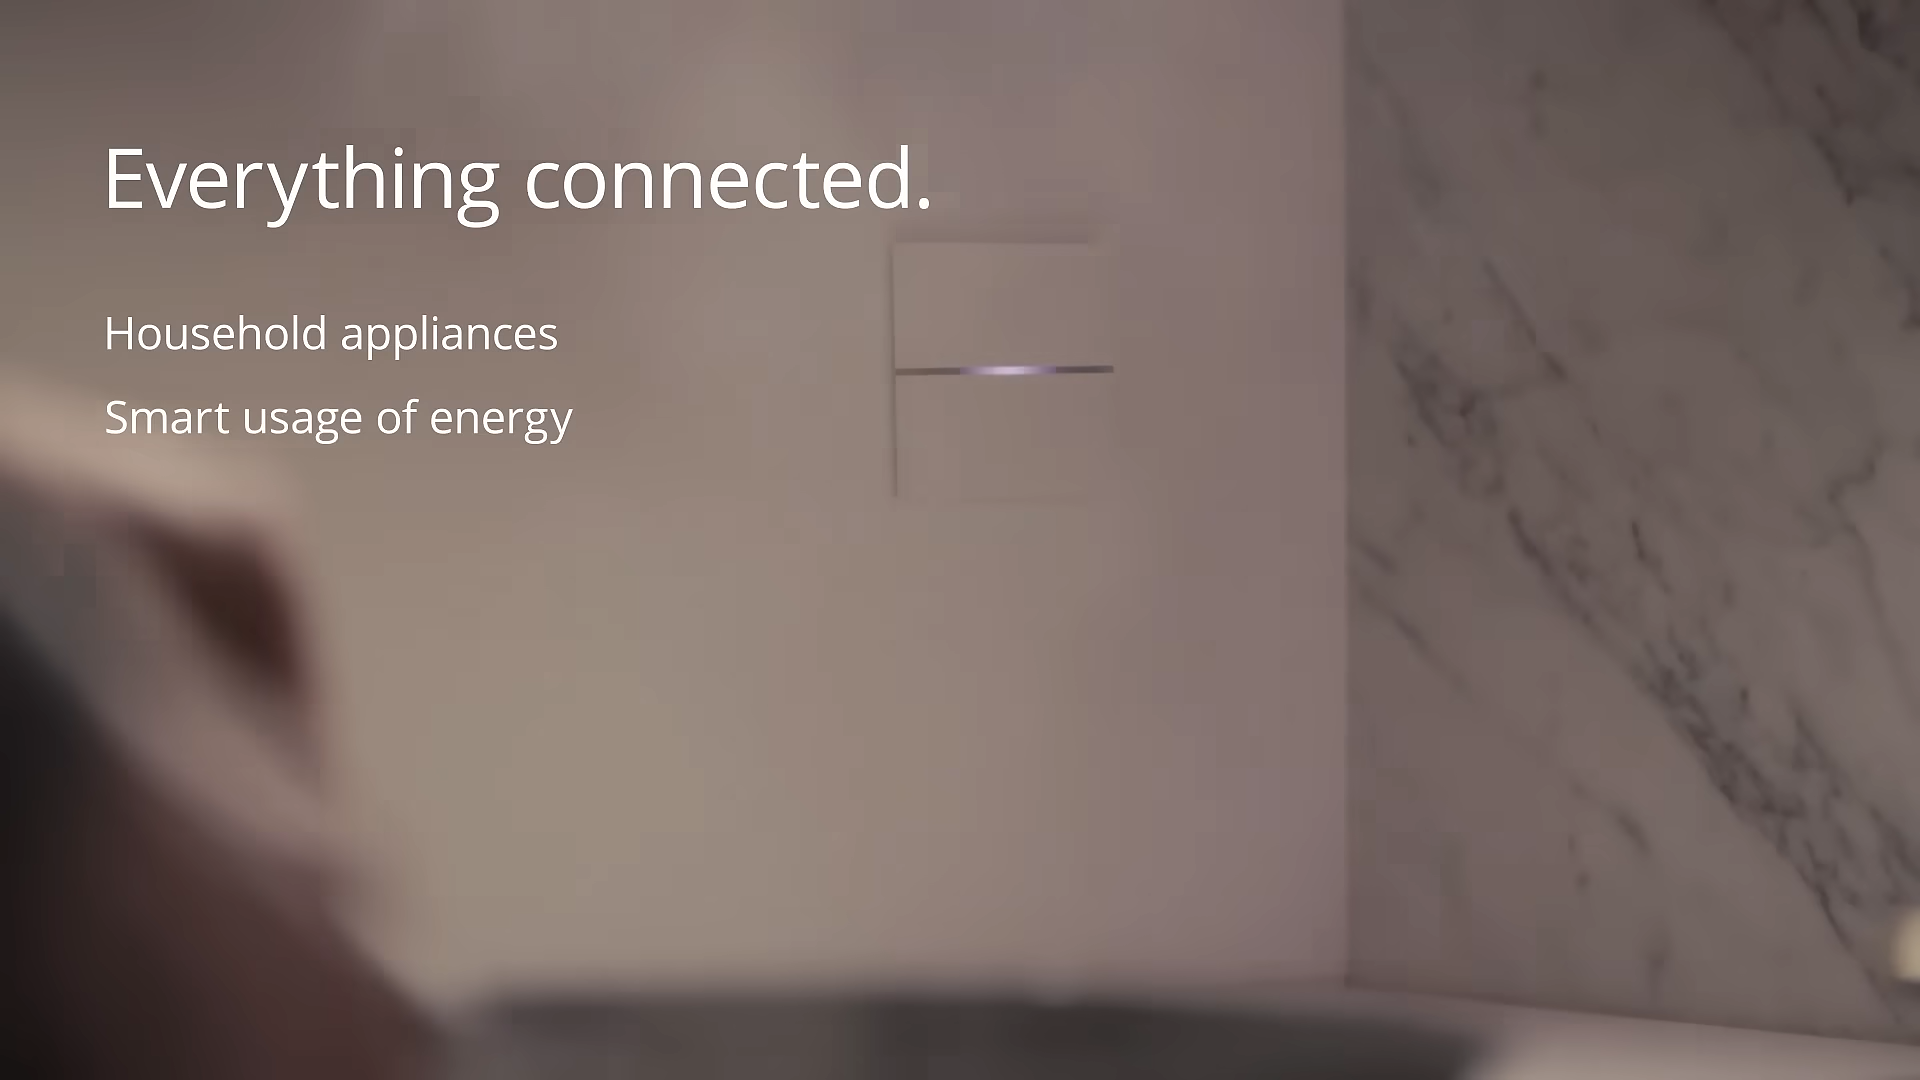 Everything connected.
Household appliances
Smart usage of energy